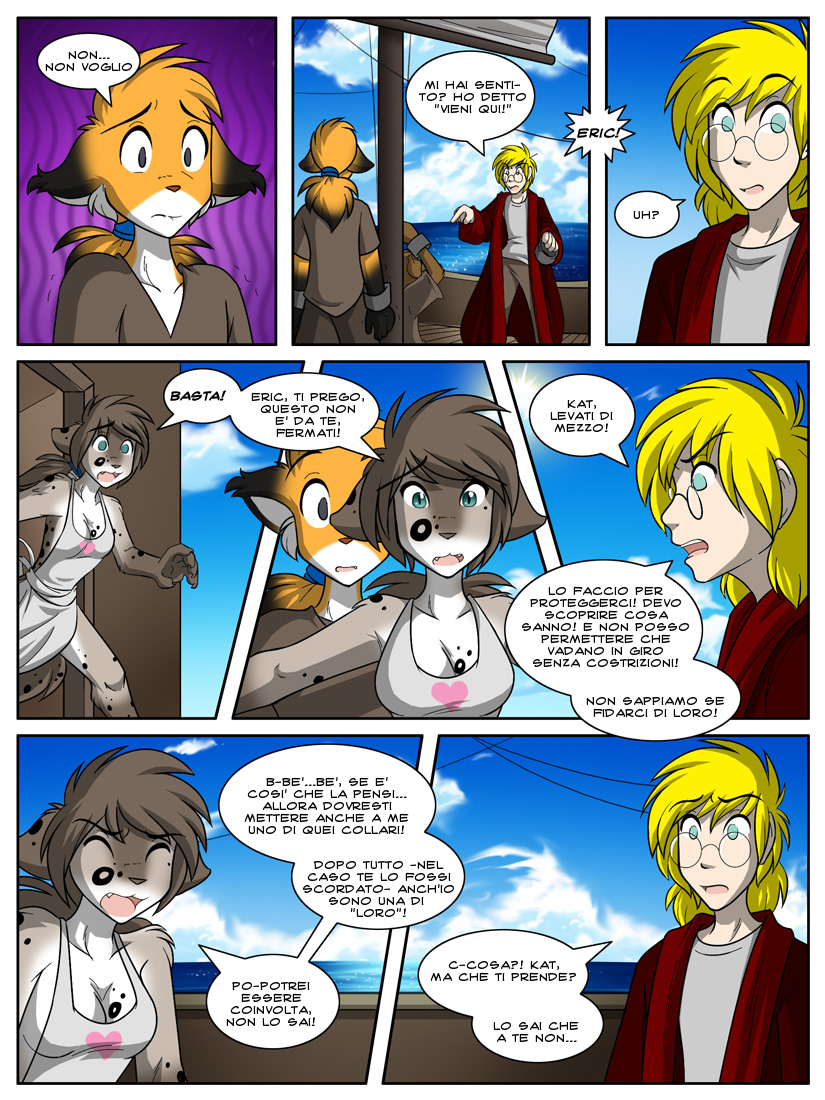 NON...
NON VOGLIO
MI HAI SENTI-
TO? HO DETTO
"VIENI QUI!"
ERIC!
UH?
BASTA!
ERIC, TI PREGO,
QUESTO NON
E' DA TE,
FERMATI!
KAT,
LEVATI DI
MEZZO!
LO FACCIO PER
PROTEGGERCI! DEVO
SCOPRIRE COSA
SANNO! E NON POSSO
PERMETTERE CHE
VADANO IN GIRO
SENZA COSTRIZIONI!
NON SAPPIAMO SE
FIDARCI DI LORO!
B-BE'...BE', SE E'
COSI' CHE LA PENSI...
ALLORA DOVRESTI
METTERE ANCHE A ME
UNO DI QUEI COLLARI!
DOPO TUTTO -NEL
CASO TE LO FOSSI
SCORDATO- ANCH'IO
SONO UNA DI
"LORO"!
PO-POTREI
ESSERE
COINVOLTA,
NON LO SAI!
C-COSA?! KAT,
MA CHE TI PRENDE?
LO SAI CHE
A TE NON...